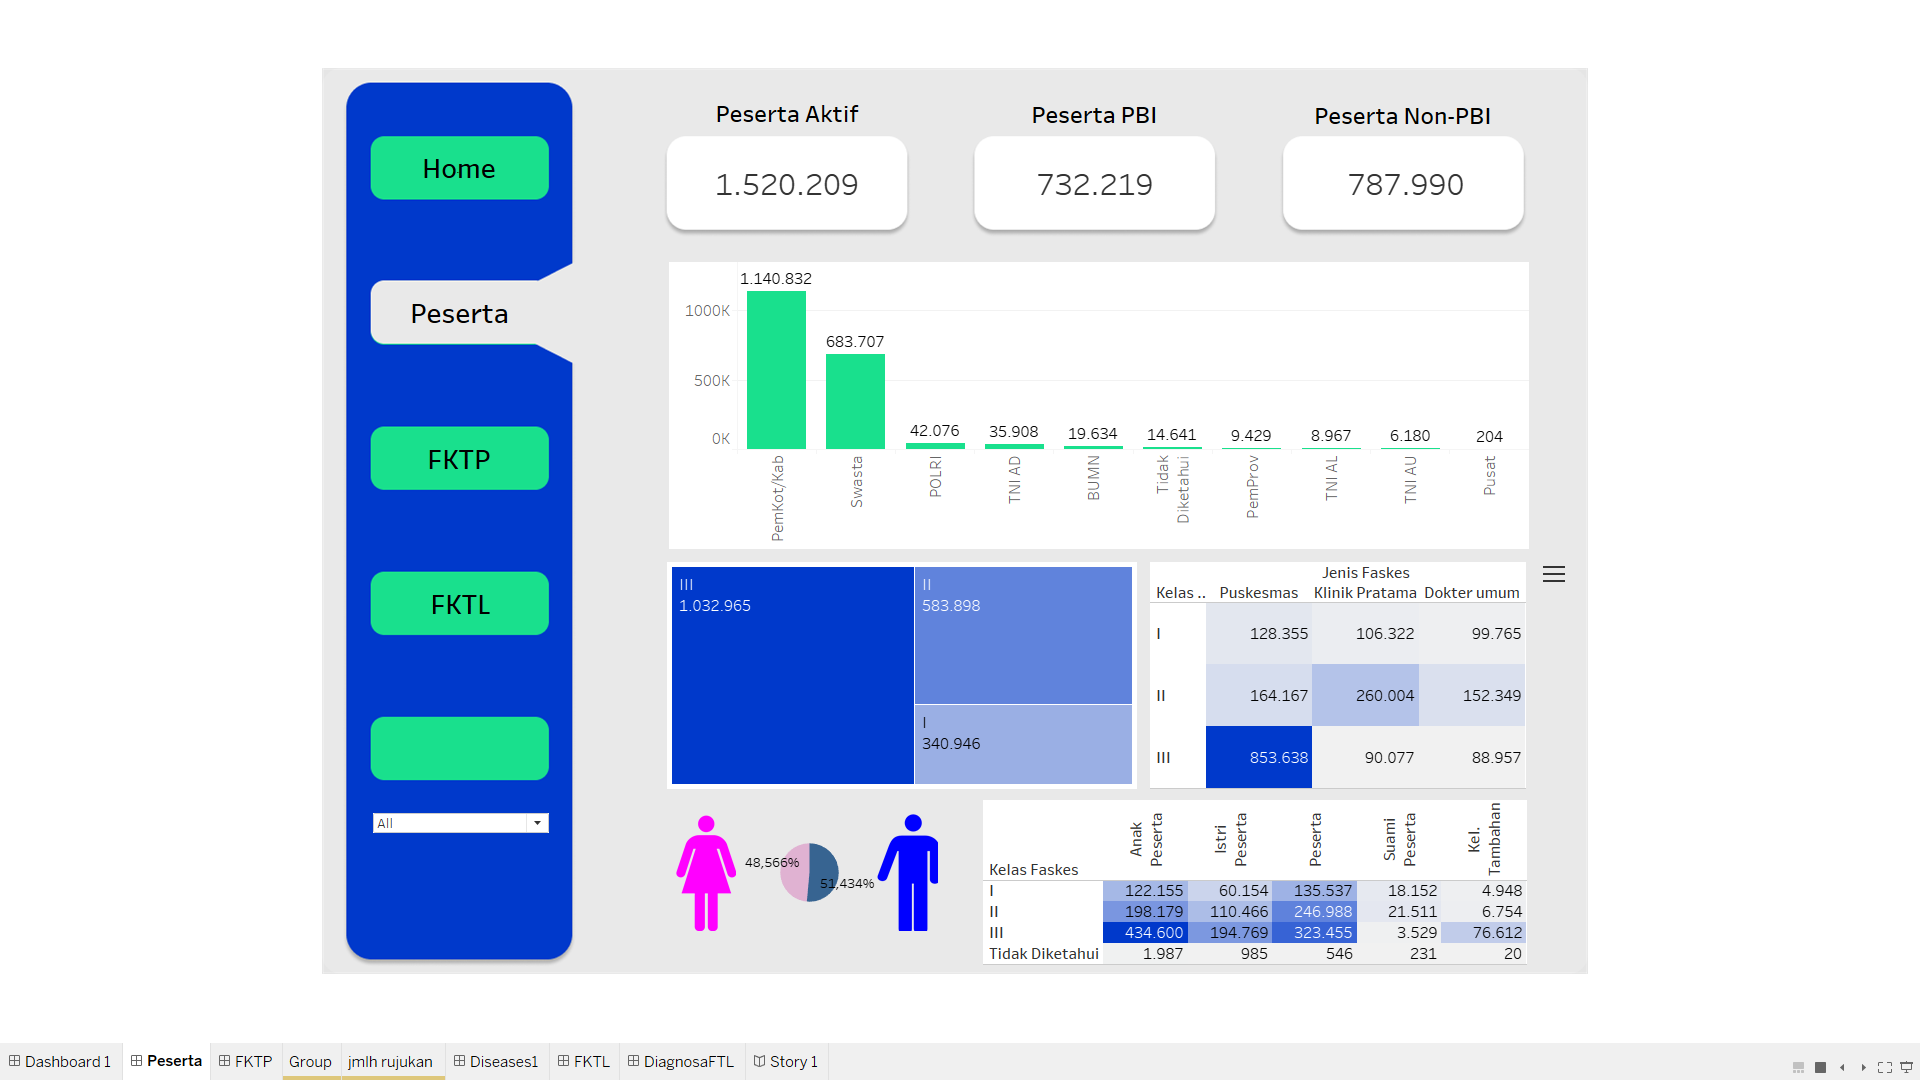 Home
Peserta
FKTP
FKTL
All
Peserta Aktif
1.520.209
Peserta PBI
732.219
Peserta Non-PBI
787.990
1000K
500K
0K
1.140.832
683.707
42.076
35.908
19.634
14.641
9.429
8.967
6.180
204
PemKot/Kab
Swasta
POLRI
TNI AD
BUMN
Tidak
Diketahui
PemProv
TNI AL
TNI AU
Pusat
III
1.032.965
II
583.898
I
340.946
Jenis Faskes
Kelas .. Puskesmas Klinik Pratama Dokter umum
I 128.355 106.322 99.765
II 164.167 260.004 152.349
III 853.638 90.077 88.957
48,566%
51,434%
Kelas Faskes
Anak
Peserta
Istri
Peserta
Peserta
Suami
Peserta
Kel.
Tambahan
I 122.155 60.154 135.537 18.152 4.948
II 198.179 110.466 246.988 21.511 6.754
III 434.600 194.769 323.455 3.529 76.612
Tidak Diketahui 1.987 985 546 231 20
Dashboard 1 Peserta FKTP Group jmlh rujukan Diseases1 FKTL DiagnosaFTL Story 1